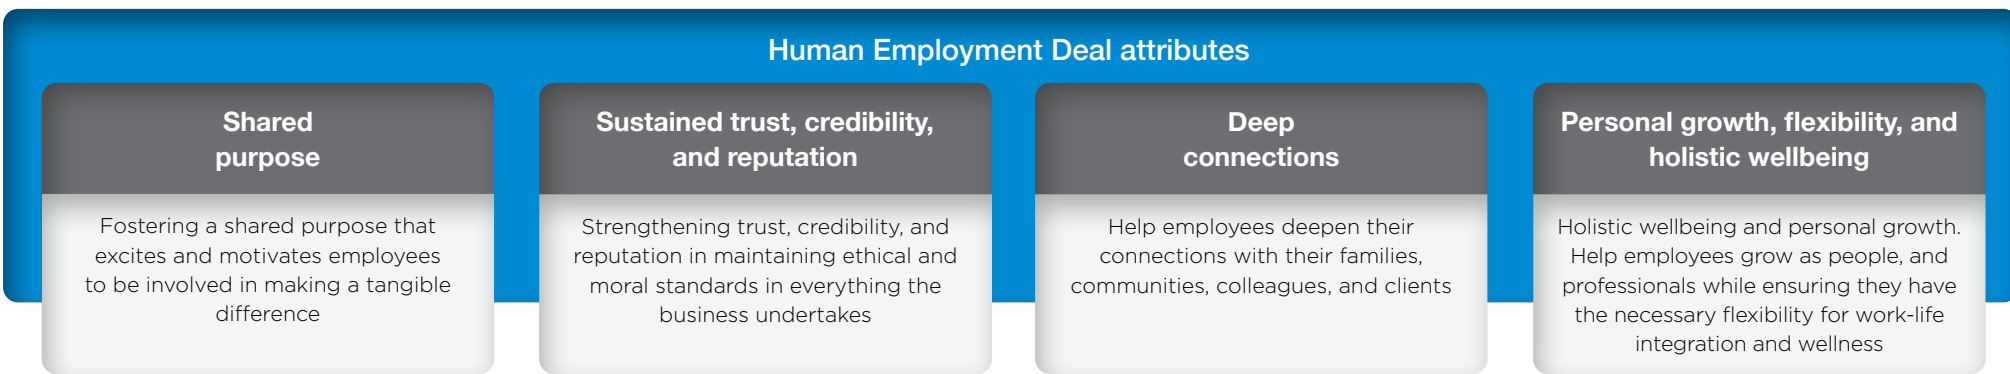 Human Employment Deal attributes
Shared
purpose
Fostering a shared purpose that
excites and motivates employees
to be involved in making a tangible
difference
Sustained trust, credibility,
and reputation
Strengthening trust, credibility, and
reputation in maintaining ethical and
moral standards in everything the
business undertakes
Deep
connections
Help employees deepen their
connections with their families,
communities, colleagues, and clients
Personal growth, flexibility, and
holistic wellbeing
Holistic wellbeing and personal growth.
Help employees grow as people, and
professionals while ensuring they have
the necessary flexibility for work-life
integration and wellness